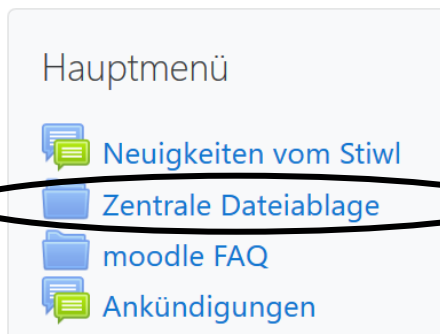 Hauptmenü
Neuigkeiten vom Stiwl
Zentrale Dateiablage
moodle FAQ
Ankündigungen